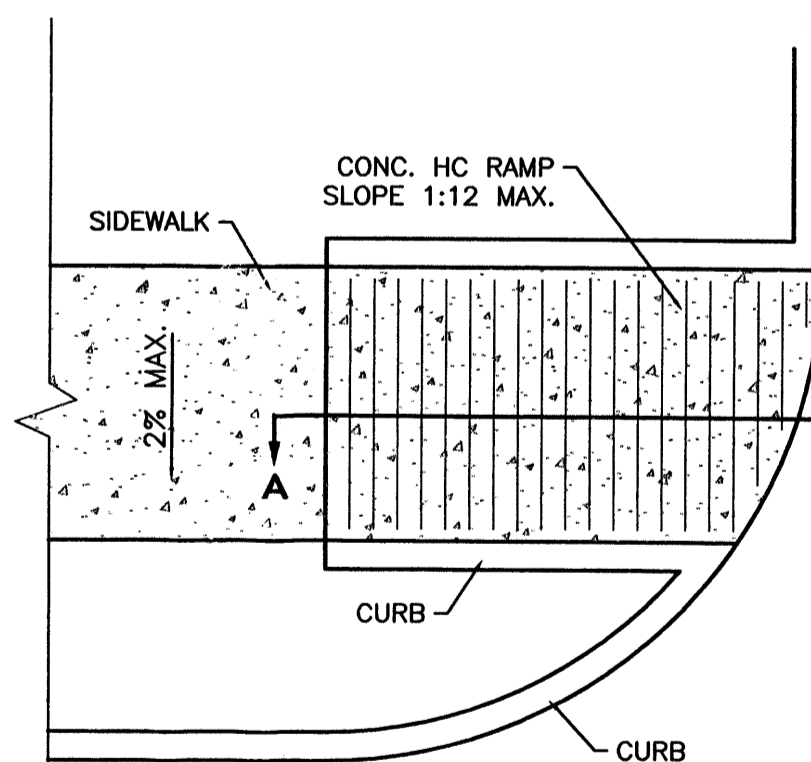 CONC. HC RAMP
SLOPE 1:12 MAX.
SIDEWALK
2% MAX.
A
CURB
CURB